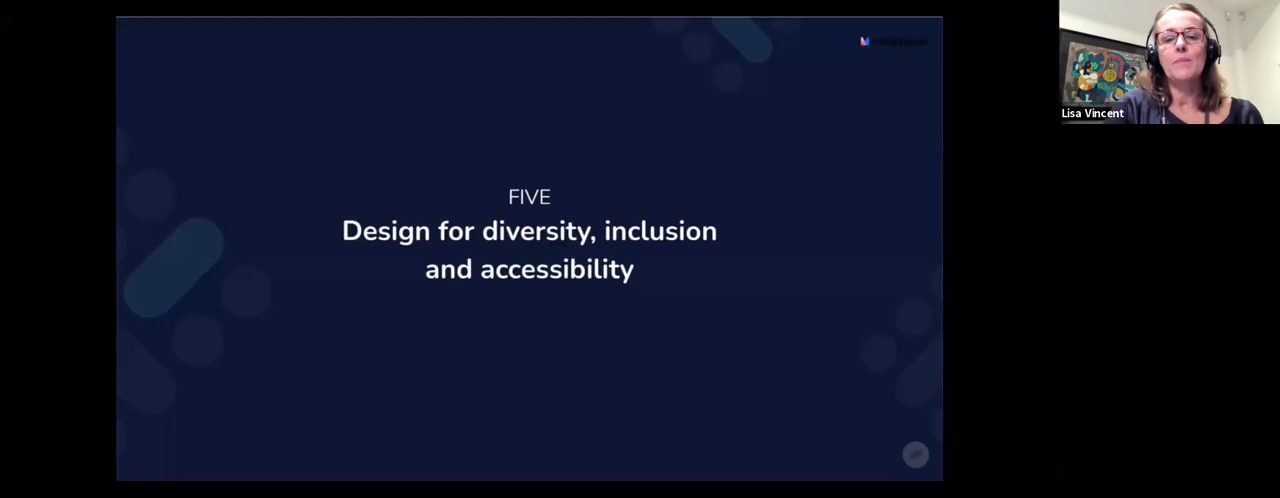 FIVE
Design for diversity, inclusion
and accessibility
Lisa Vincent